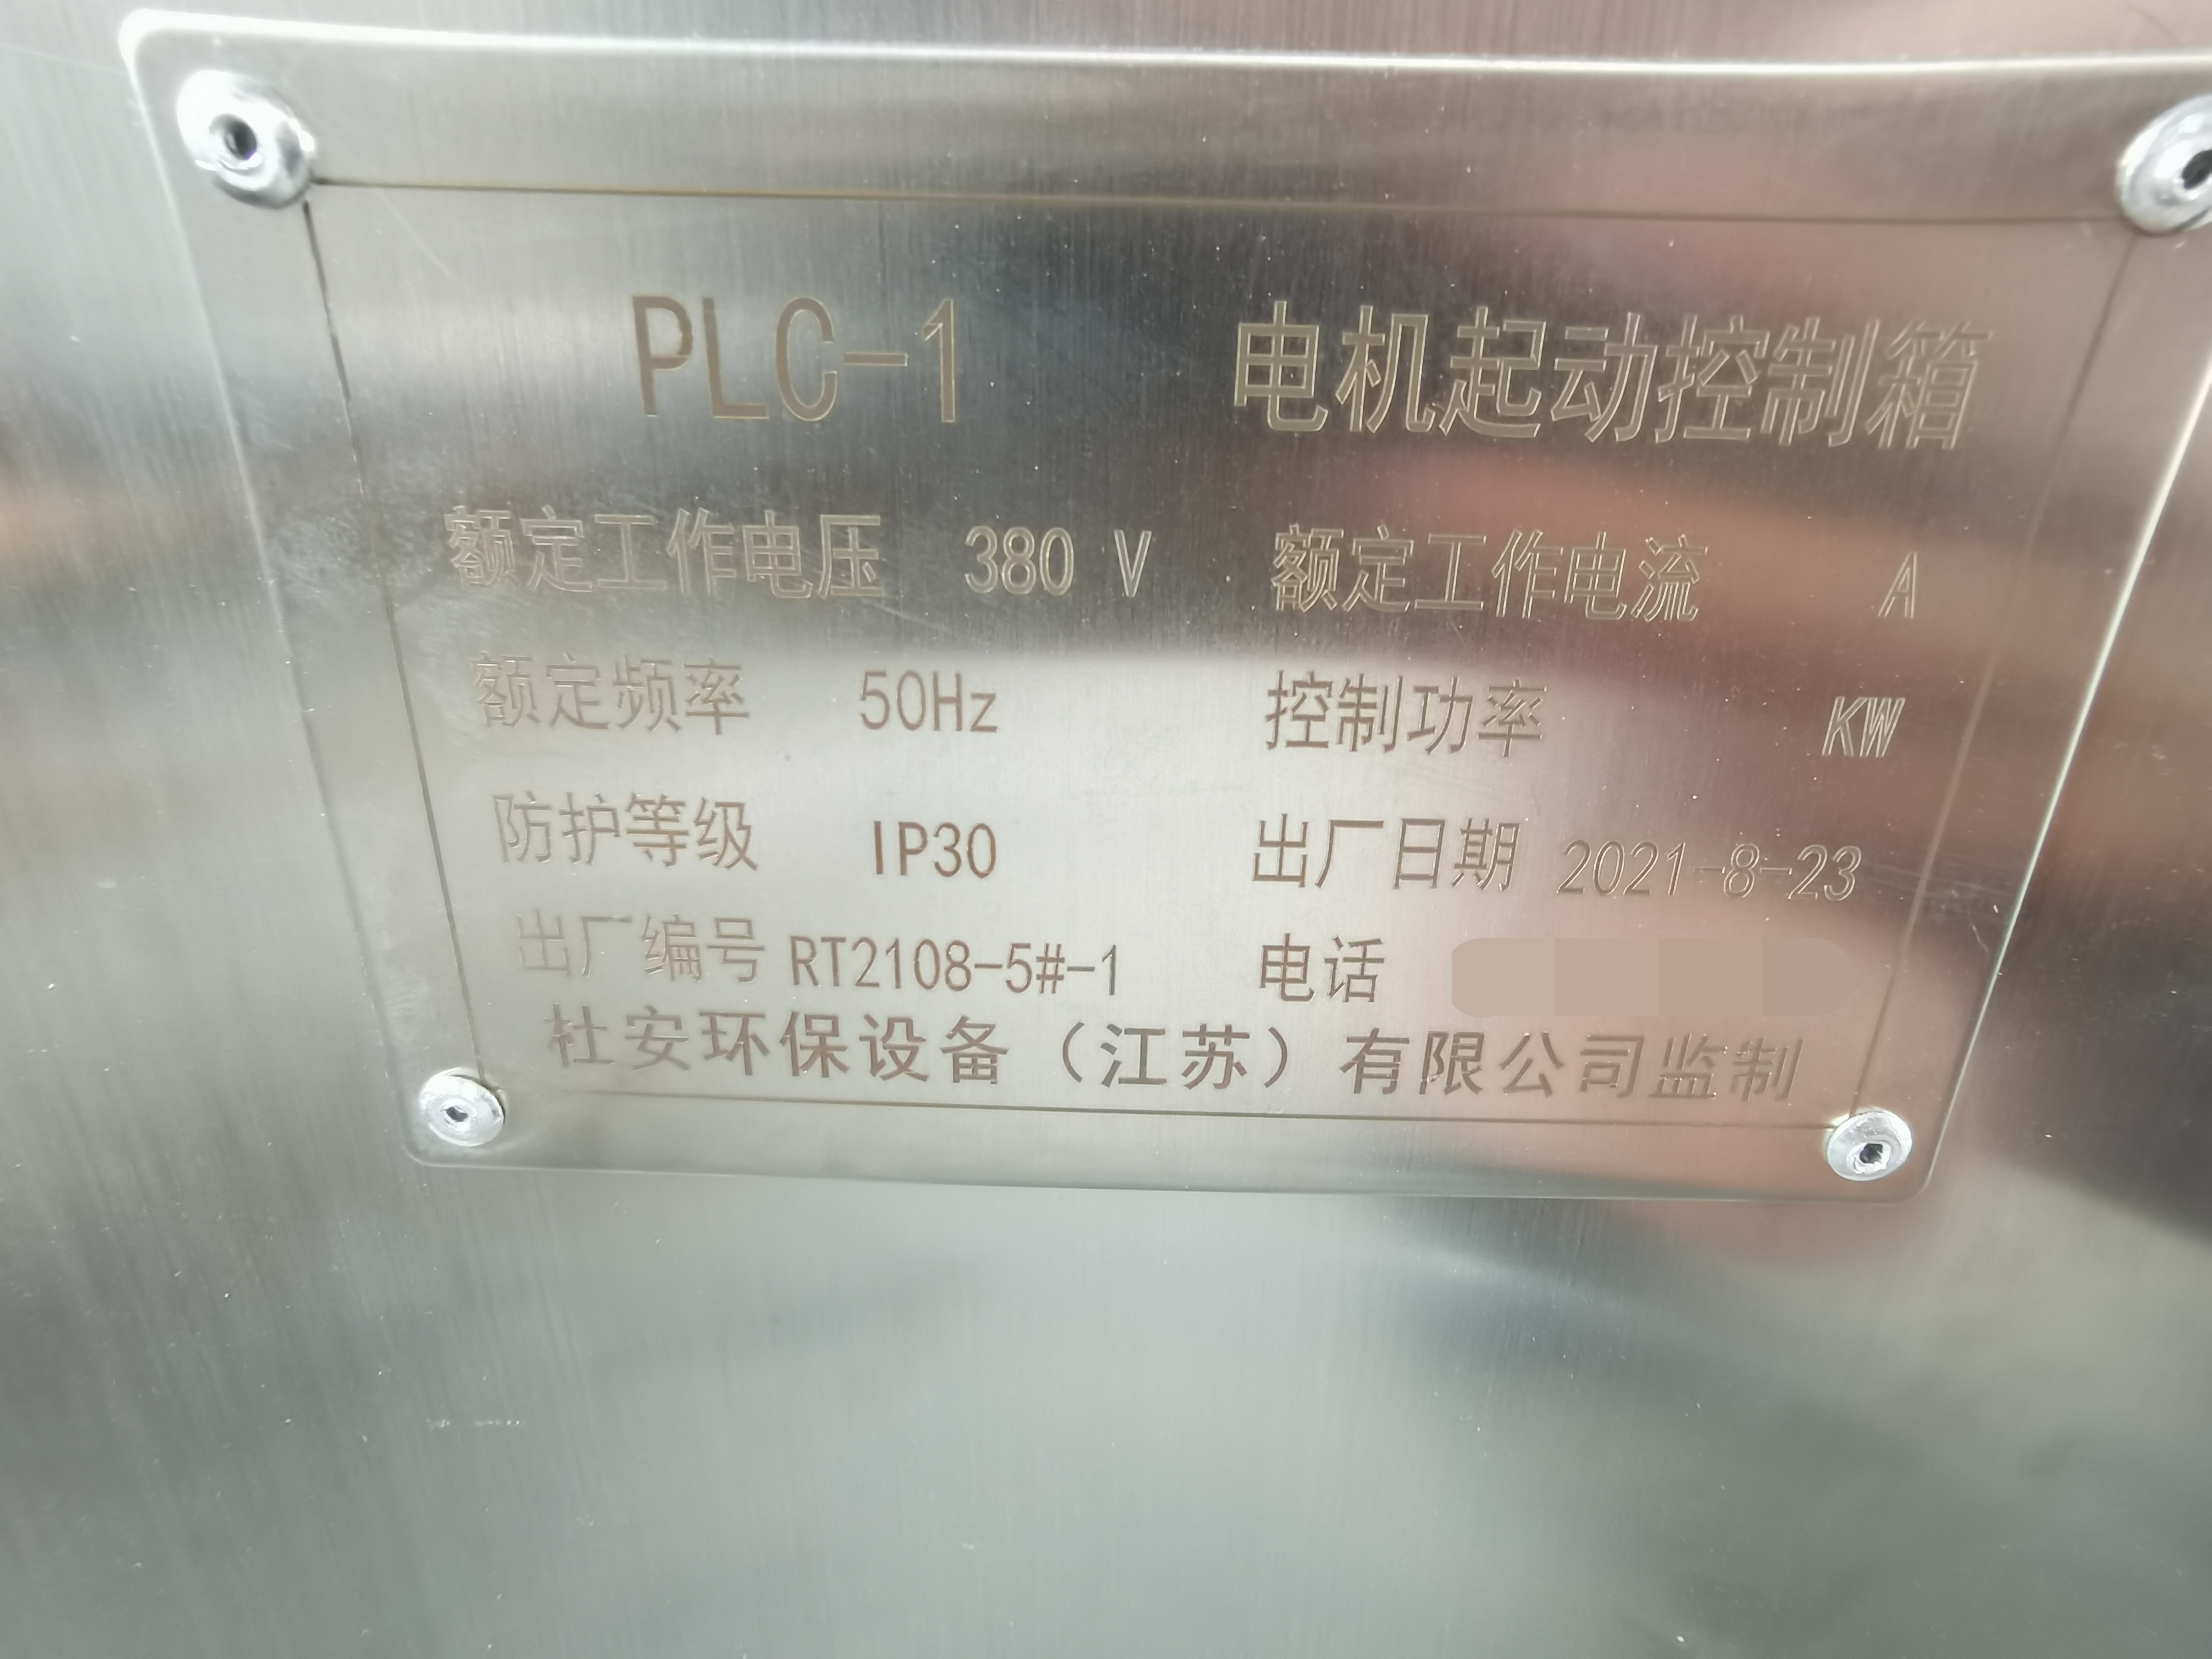 PLC-1 电机起动控制箱
额定工作电压 380 V 额定工作电流 A
额定频率 50Hz 控制功率 KW
防护等级 IP30 出厂日期 2021-8-23
出厂编号 RT2108-5#-1 电话
杜安环保设备（江苏）有限公司监制